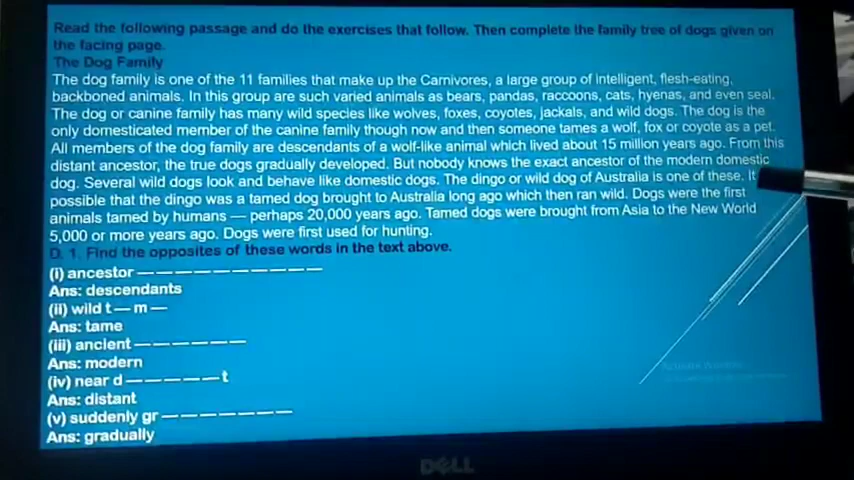 Read the following passage and do the exercises that follow. Then complete the family tree of dogs given on
the facing page.
The Dog Family
The dog family is one of the 11 families that make up the Carnivores, a large group of intelligent, flesh-eating,
backboned animals. In this group are such varied animals as bears, pandas, raccoons, cats, hyenas, and even seal.
The dog or canine family has many wild species like wolves, foxes, coyotes, jackals, and wild dogs. The dog is the
only domesticated member of the canine family though now and then someone tames a wolf, fox or coyote as a pet.
All members of the dog family are descendants of a wolf-like animal which lived about 15 million years ago. From this
distant ancestor, the true dogs gradually developed. But nobody knows the exact ancestor of the modern domestic
dog. Several wild dogs look and behave like domestic dogs. The dingo or wild dog of Australia is one of these. It
possible that the dingo was a tamed dog brought to Australia long ago which then ran wild. Dogs were the first
animals tamed by humans — perhaps 20,000 years ago. Tamed dogs were brought from Asia to the New World
5,000 or more years ago. Dogs were first used for hunting.
D. 1. Find the opposites of these words in the text above.
(i) ancestor — — — — — — — — — — —
Ans: descendants
(ii) wild t — m —
Ans: tame
(iii) ancient — — — — — — —
Ans: modern
(iv) near d — — — — — — t
Ans: distant
(v) suddenly gr — — — — — — —
Ans: gradually
Activate Windows
DELL